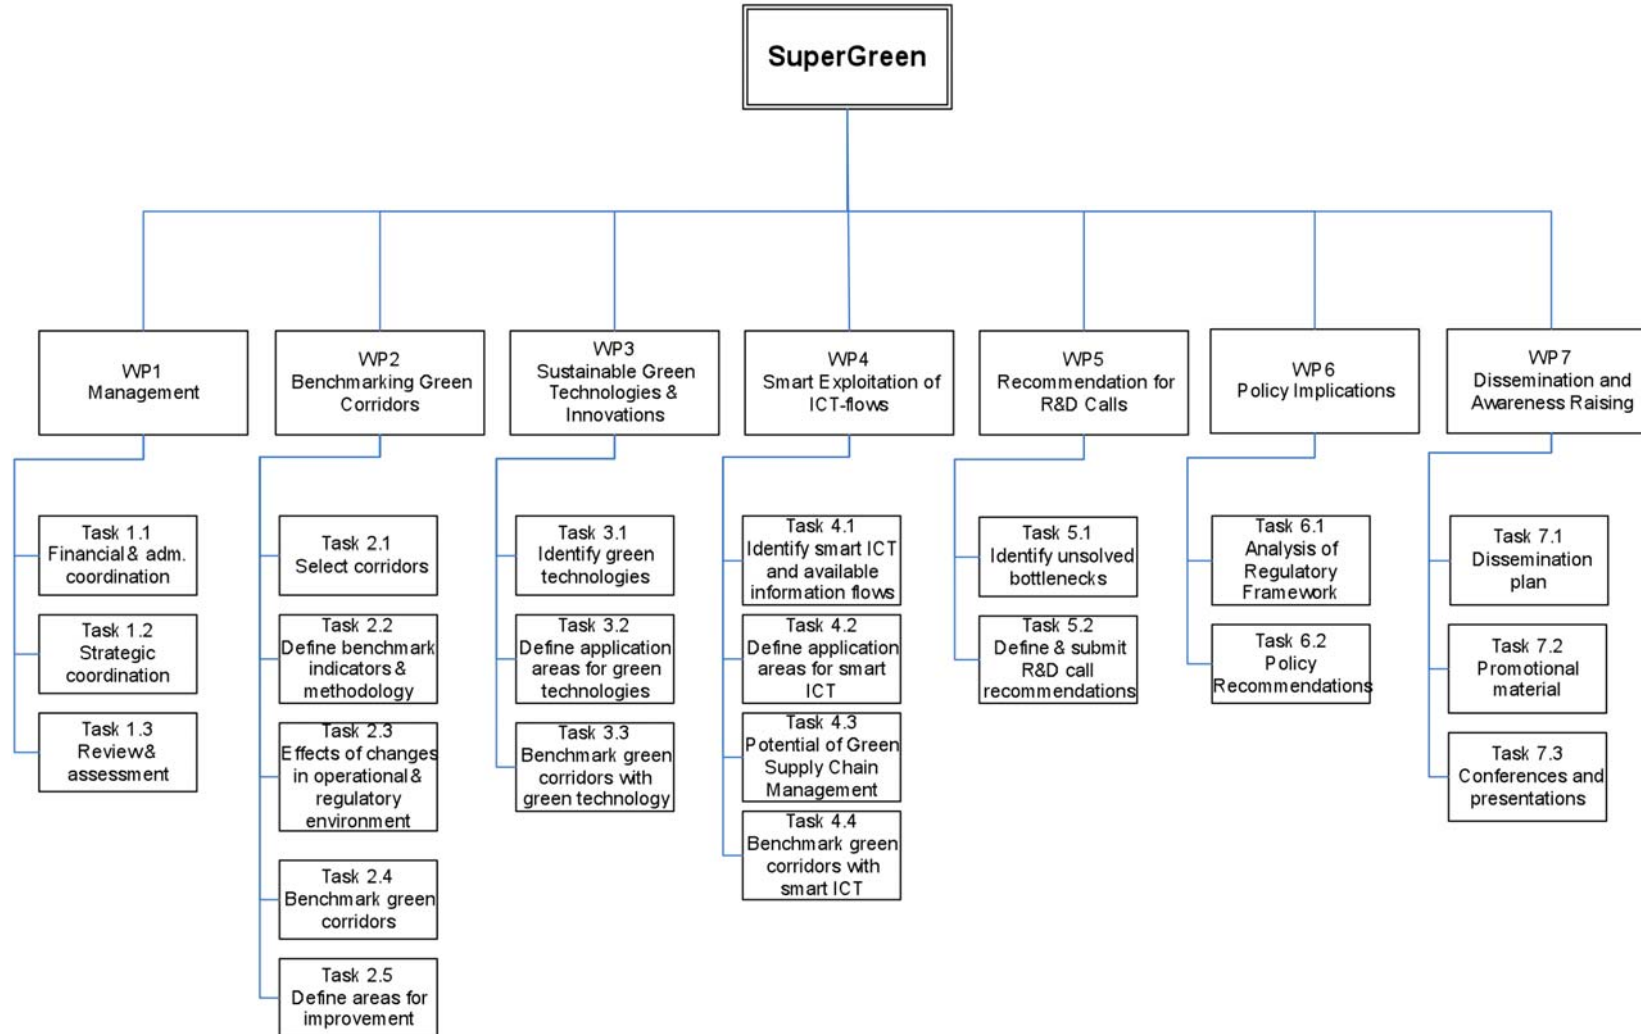 SuperGreen
WP1
Management
WP2
Benchmarking Green
Corridors
WP3
Sustainable Green
Technologies &
Innovations
WP4
Smart Exploitation of
ICT-flows
WP5
Recommendation for
R&D Calls
WP6
Policy Implications
WP7
Dissemination and
Awareness Raising
Task 1.1
Financial & adm.
coordination
Task 1.2
Strategic
coordination
Task 1.3
Review &
assessment
Task 2.1
Select corridors
Task 2.2
Define benchmark
indicators &
methodology
Task 2.3
Effects of changes
in operational &
regulatory
environment
Task 2.4
Benchmark green
corridors
Task 2.5
Define areas for
improvement
Task 3.1
Identify green
technologies
Task 3.2
Define application
areas for green
technologies
Task 3.3
Benchmark green
corridors with
green technology
Task 4.1
Identify smart ICT
and available
information flows
Task 4.2
Define application
areas for smart
ICT
Task 4.3
Potential of Green
Supply Chain
Management
Task 4.4
Benchmark green
corridors with
smart ICT
Task 5.1
Identify unsolved
bottlenecks
Task 5.2
Define & submit
R&D call
recommendations
Task 6.1
Analysis of
Regulatory
Framework
Task 6.2
Policy
Recommendations
Task 7.1
Dissemination
plan
Task 7.2
Promotional
material
Task 7.3
Conferences and
presentations